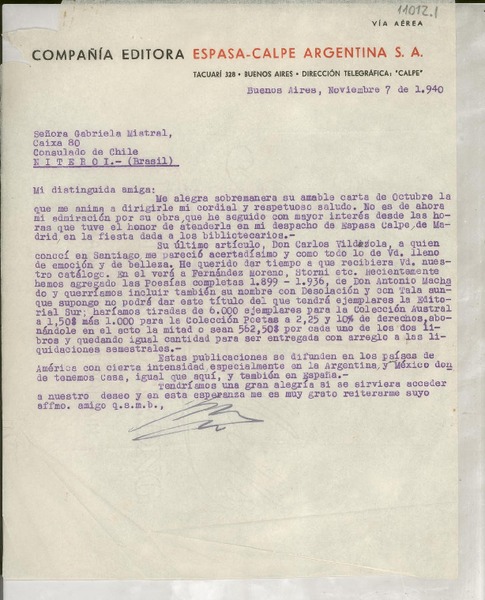 11012.1
VÍA AÉREA
COMPAÑÍA EDITORA ESPASA-CALPE ARGENTINA S. A.
TACUARÍ 328 • BUENOS AIRES • DIRECCIÓN TELEGRÁFICA: "CALPE"
Buenos Aires, Noviembre 7 de 1.940
Señora Gabriela Mistral,
Caixa 80
Consulado de Chile
N I T E R O I.- (Brasil)
Mi distinguida amiga:
Me alegra sobremanera su amable carta de Octubre la
que me anima a dirigirle mi cordial y respetuoso saludo. No es de ahora
mi admiración por su obra,que he seguido con mayor interés desde las ho-
ras que tuve el honor de atenderla en mi despacho de Espasa Calpe,de Ma-
drid,en la fiesta dada a los bibliotecarios.-
Su último artículo, Don Carlos Vildósola, a quien
conocí en Santiago me pareció acertadísimo y como todo lo de Vd. lleno
de emoción y de belleza. He querido dar tiempo a que recibiera Vd. nues-
tro catálogo. En el verá a Fernández Moreno, Storni etc. Recientemente
hemos agregado las Poesías completas 1.899 - 1.936, de Don Antonio Macha
do y querríamos incluir también su nombre con Desolación y con Tala aun-
que supongo no podrá dar este título del que tendrá ejemplares la Edito-
rial Sur; haríamos tiradas de 6.000 ejemplares para la Colección Austral
a 1,50$ más 1.000 para le Colección Poetas a 2,25 y 10% de derechos,abo-
nándole en el acto la mitad o sean 562,50$ por cada uno de los dos li-
bros y quedando igual cantidad para ser entregada con arreglo a las li-
quidaciones semestrales.-
Estas publicaciones se difunden en los países de
América con cierta intensidad,especialmente en la Argentina,y México don
de tenemos casa, igual que aquí, y también en España.-
Tendríamos una gran alegría si se sirviera acceder
a nuestro deseo y en esta esperanza me es muy grato reiterarme suyo
affmo. amigo q.s.m.b.,